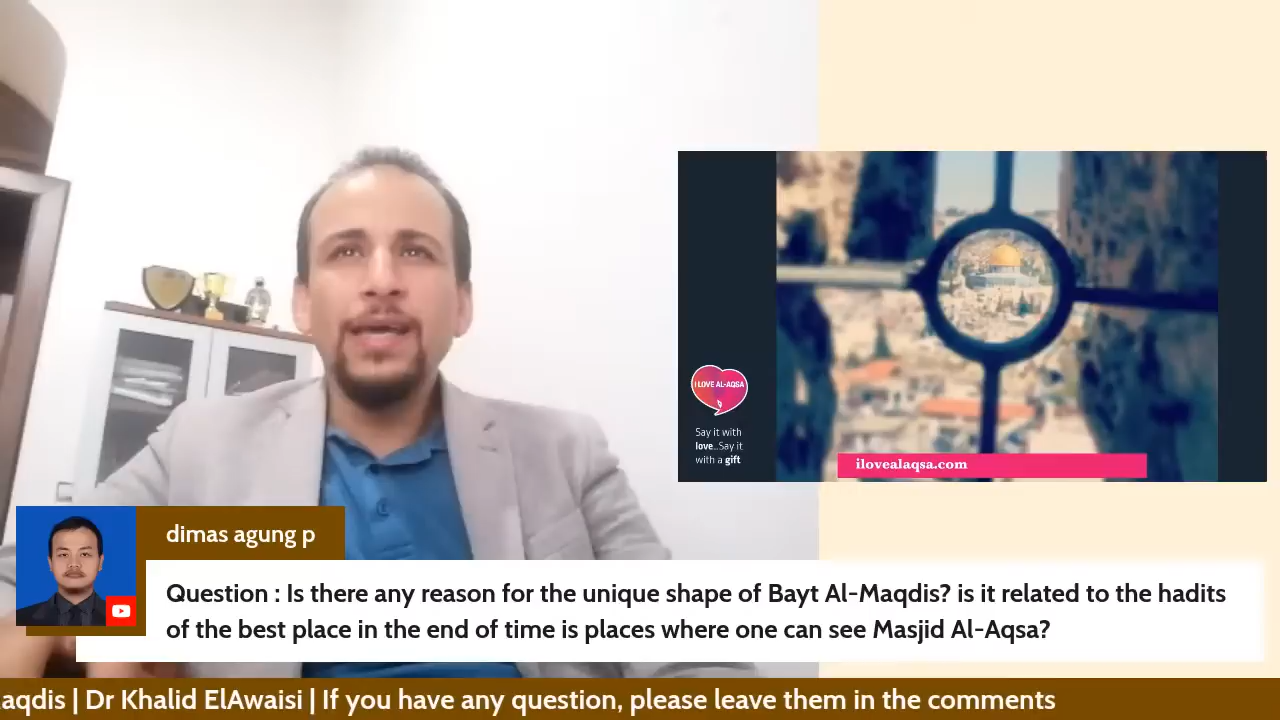 I LOVE AL-AQSA
Say it with
love..Say it
with a gift
ilovealaqsa.com
dimas agung p
Question : Is there any reason for the unique shape of Bayt Al-Maqdis? is it related to the hadits
of the best place in the end of time is places where one can see Masjid Al-Aqsa?
aqdis | Dr Khalid ElAwaisi | If you have any question, please leave them in the comments